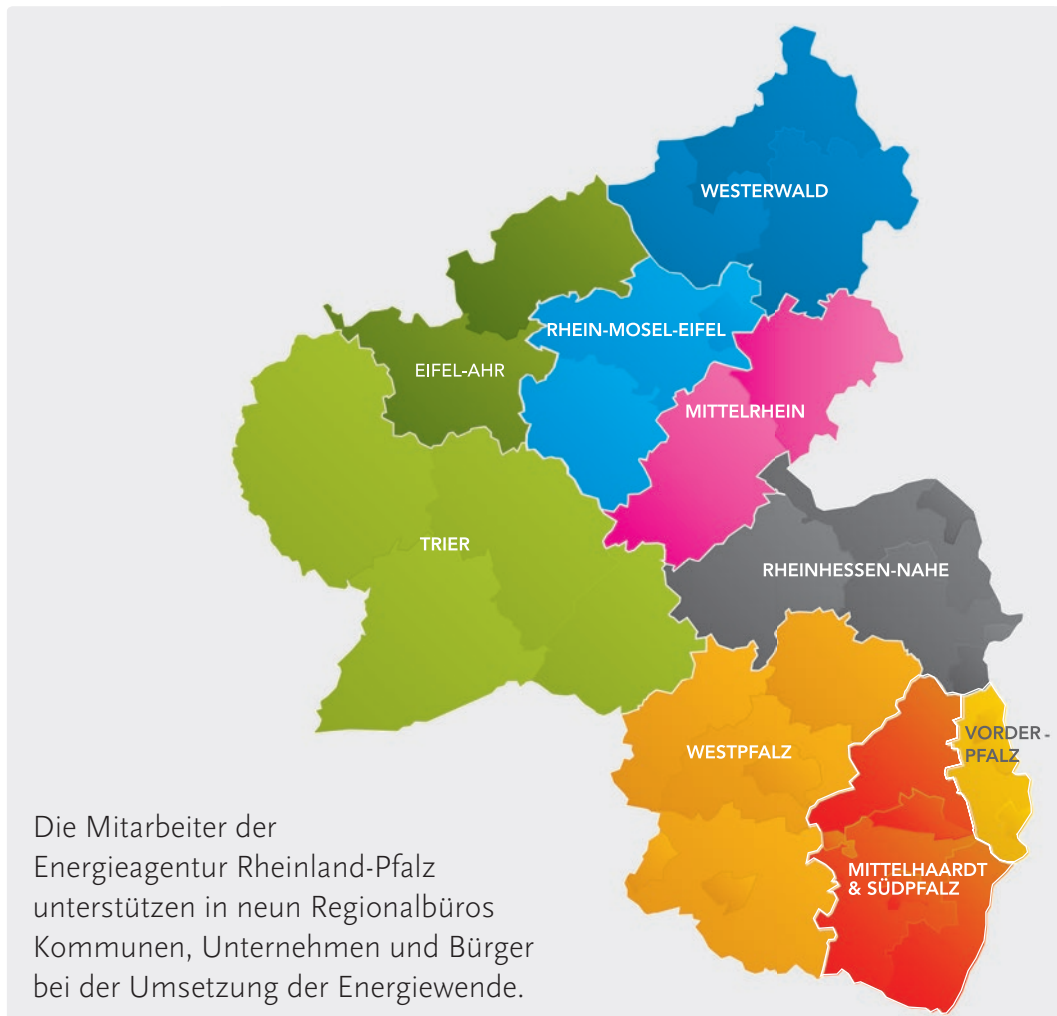 WESTERWALD
RHEIN-MOSEL-EIFEL
EIFEL-AHR
MITTELRHEIN
TRIER
RHEINHESSEN-NAHE
VORDER-
PFALZ
WESTPFALZ
MITTELHAARDT
& SÜDPFALZ
Die Mitarbeiter der
Energieagentur Rheinland-Pfalz
unterstützen in neun Regionalbüros
Kommunen, Unternehmen und Bürger
bei der Umsetzung der Energiewende.